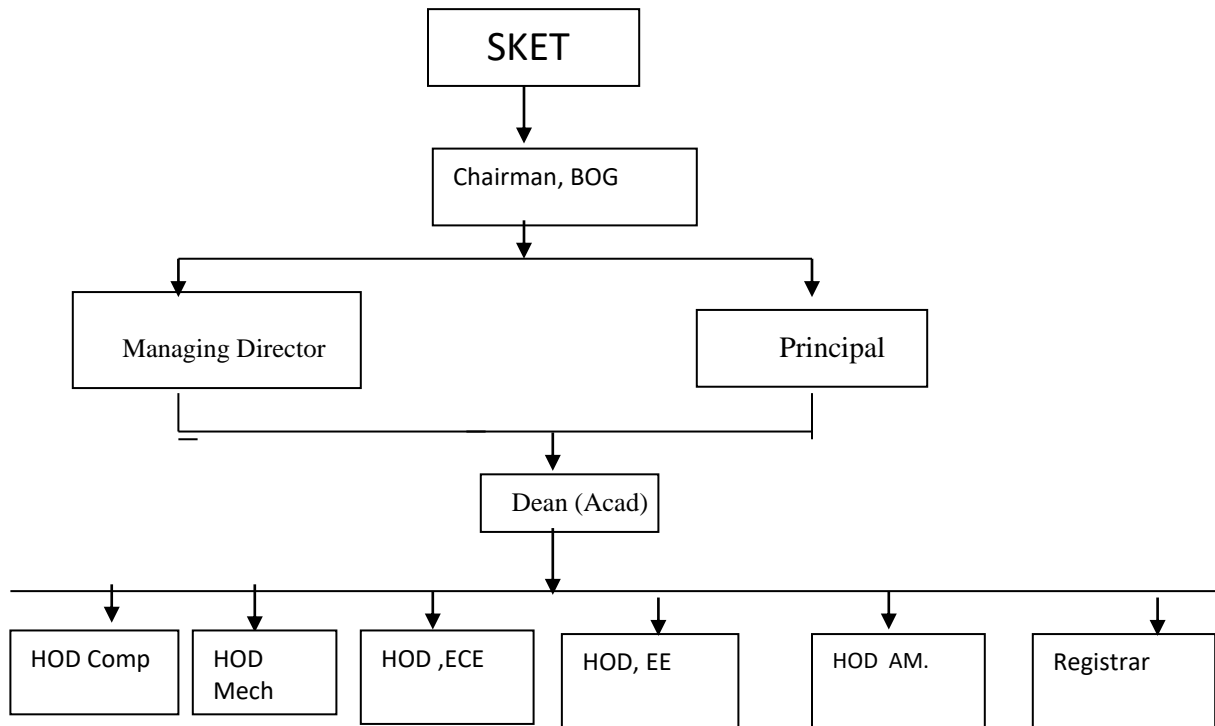 SKET
Chairman, BOG
Managing Director
Principal
Dean (Acad)
HOD Comp
HOD
Mech
HOD ,ECE
HOD, EE
HOD AM.
Registrar